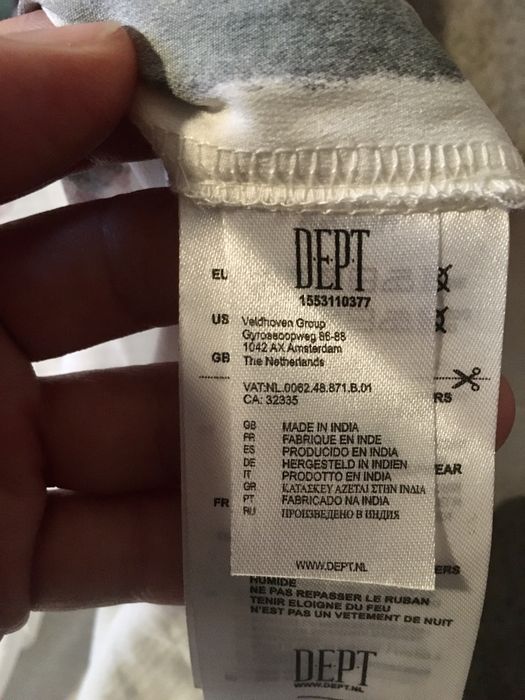 D·E·P·T
1553110377
EU
US
Veldhoven Group
Gyroscoopweg 86-88
1042 AX Amsterdam
GB
The Netherlands
VAT:NL.0062.48.871.B.01
RS
CA: 32335
GB MADE IN INDIA
FR FABRIQUE EN INDE
ES PRODUCIDO EN INDIA
DE HERGESTELD IN INDIEN
EAR
IT PRODOTTO EN INDIA
GR ΚΑΤΑΣΚΕΥ ΑΖΕΤΑΙ ΣΤΗΝ ΙΝΔΙΑ
FR
PT FABRICADO NA INDIA
RU ПРОИЗВЕДЕНО В ИНДИЯ
WWW.DEPT.NL
ERS
HUMIDE
NE PAS REPASSER LE RUBAN
TENIR ELOIGNE DU FEU
N'EST PAS UN VETEMENT DE NUIT
D·E·P·T
WWW.DEPT.NL